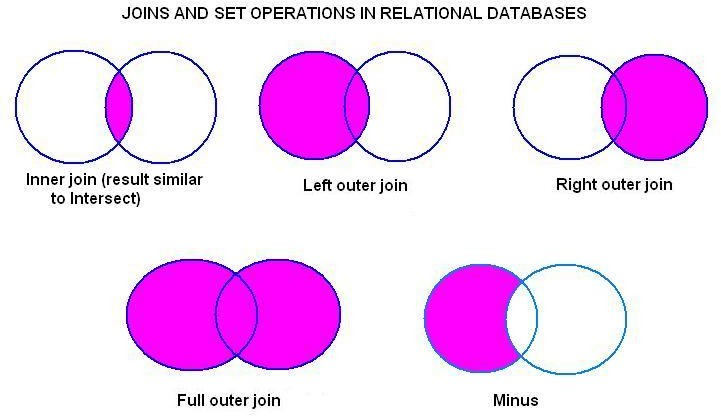 JOINS AND SET OPERATIONS IN RELATIONAL DATABASES
Inner join (result similar
to Intersect)
Left outer join
Right outer join
Full outer join
Minus